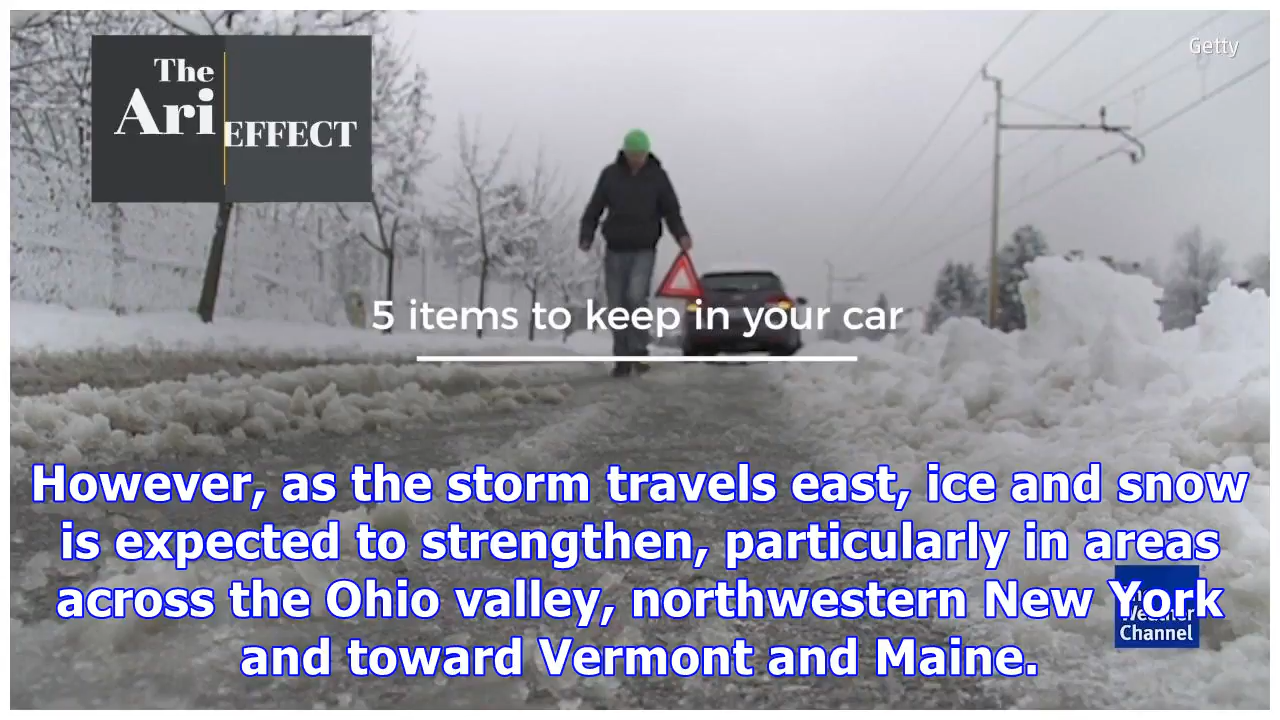 Getty
The
Ari
EFFECT
5 items to keep in your car
However, as the storm travels east, ice and snow
is expected to strengthen, particularly in areas
across the Ohio valley, northwestern New York
and toward Vermont and Maine.
Weather
Channel